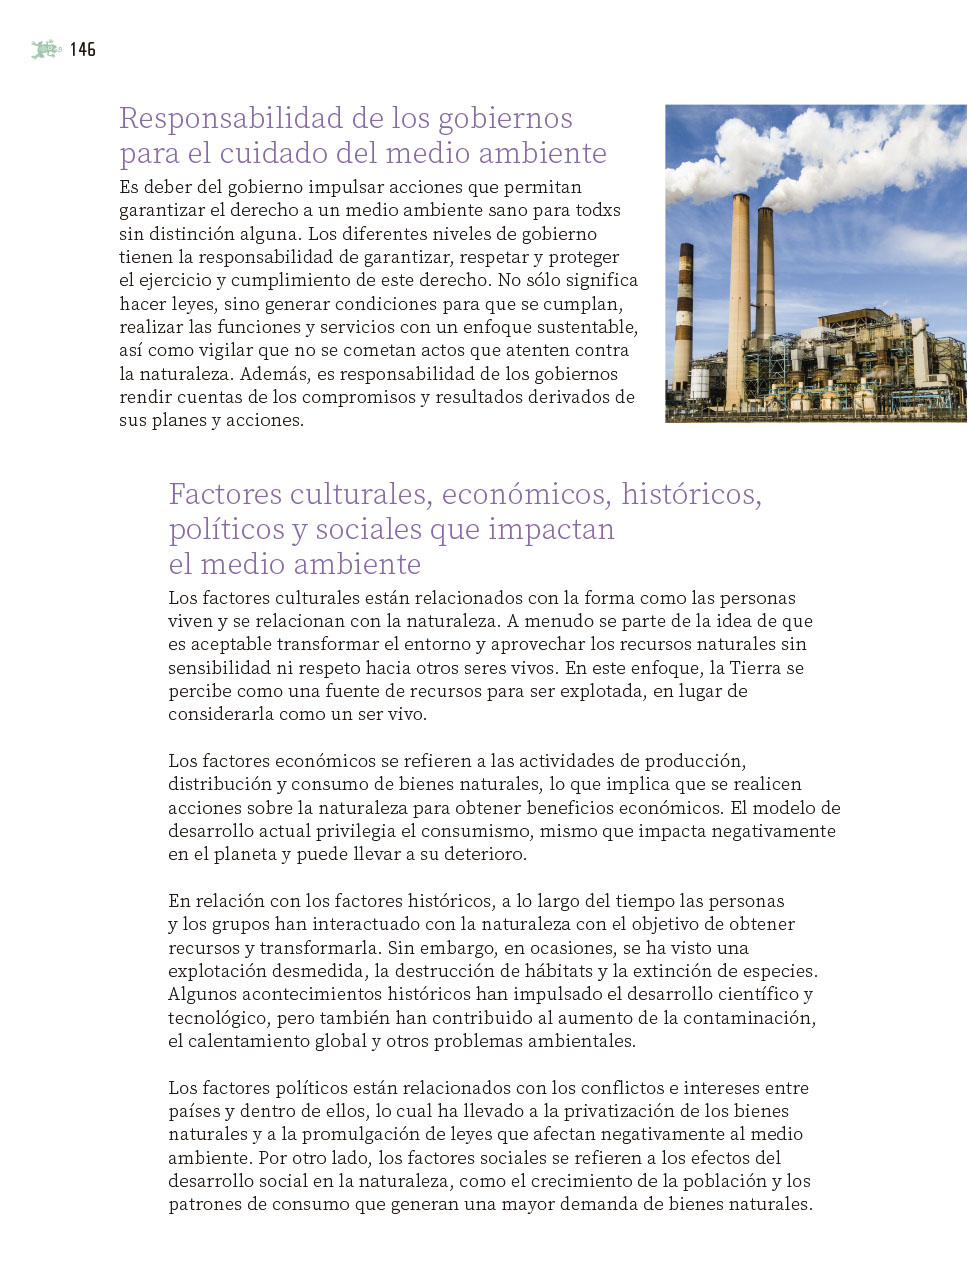 146
Responsabilidad de los gobiernos
para el cuidado del medio ambiente
Es deber del gobierno impulsar acciones que permitan
garantizar el derecho a un medio ambiente sano para todxs
sin distinción alguna. Los diferentes niveles de gobierno
tienen la responsabilidad de garantizar, respetar y proteger
el ejercicio y cumplimiento de este derecho. No sólo significa
hacer leyes, sino generar condiciones para que se cumplan,
realizar las funciones y servicios con un enfoque sustentable,
así como vigilar que no se cometan actos que atenten contra
la naturaleza. Además, es responsabilidad de los gobiernos
rendir cuentas de los compromisos y resultados derivados de
sus planes y acciones.
Factores culturales, económicos, históricos,
políticos y sociales que impactan
el medio ambiente
Los factores culturales están relacionados con la forma como las personas
viven y se relacionan con la naturaleza. A menudo se parte de la idea de que
es aceptable transformar el entorno y aprovechar los recursos naturales sin
sensibilidad ni respeto hacia otros seres vivos. En este enfoque, la Tierra se
percibe como una fuente de recursos para ser explotada, en lugar de
considerarla como un ser vivo.
Los factores económicos se refieren a las actividades de producción,
distribución y consumo de bienes naturales, lo que implica que se realicen
acciones sobre la naturaleza para obtener beneficios económicos. El modelo de
desarrollo actual privilegia el consumismo, mismo que impacta negativamente
en el planeta y puede llevar a su deterioro.
En relación con los factores históricos, a lo largo del tiempo las personas
y los grupos han interactuado con la naturaleza con el objetivo de obtener
recursos y transformarla. Sin embargo, en ocasiones, se ha visto una
explotación desmedida, la destrucción de hábitats y la extinción de especies.
Algunos acontecimientos históricos han impulsado el desarrollo científico y
tecnológico, pero también han contribuido al aumento de la contaminación,
el calentamiento global y otros problemas ambientales.
Los factores políticos están relacionados con los conflictos e intereses entre
países y dentro de ellos, lo cual ha llevado a la privatización de los bienes
naturales y a la promulgación de leyes que afectan negativamente al medio
ambiente. Por otro lado, los factores sociales se refieren a los efectos del
desarrollo social en la naturaleza, como el crecimiento de la población y los
patrones de consumo que generan una mayor demanda de bienes naturales.